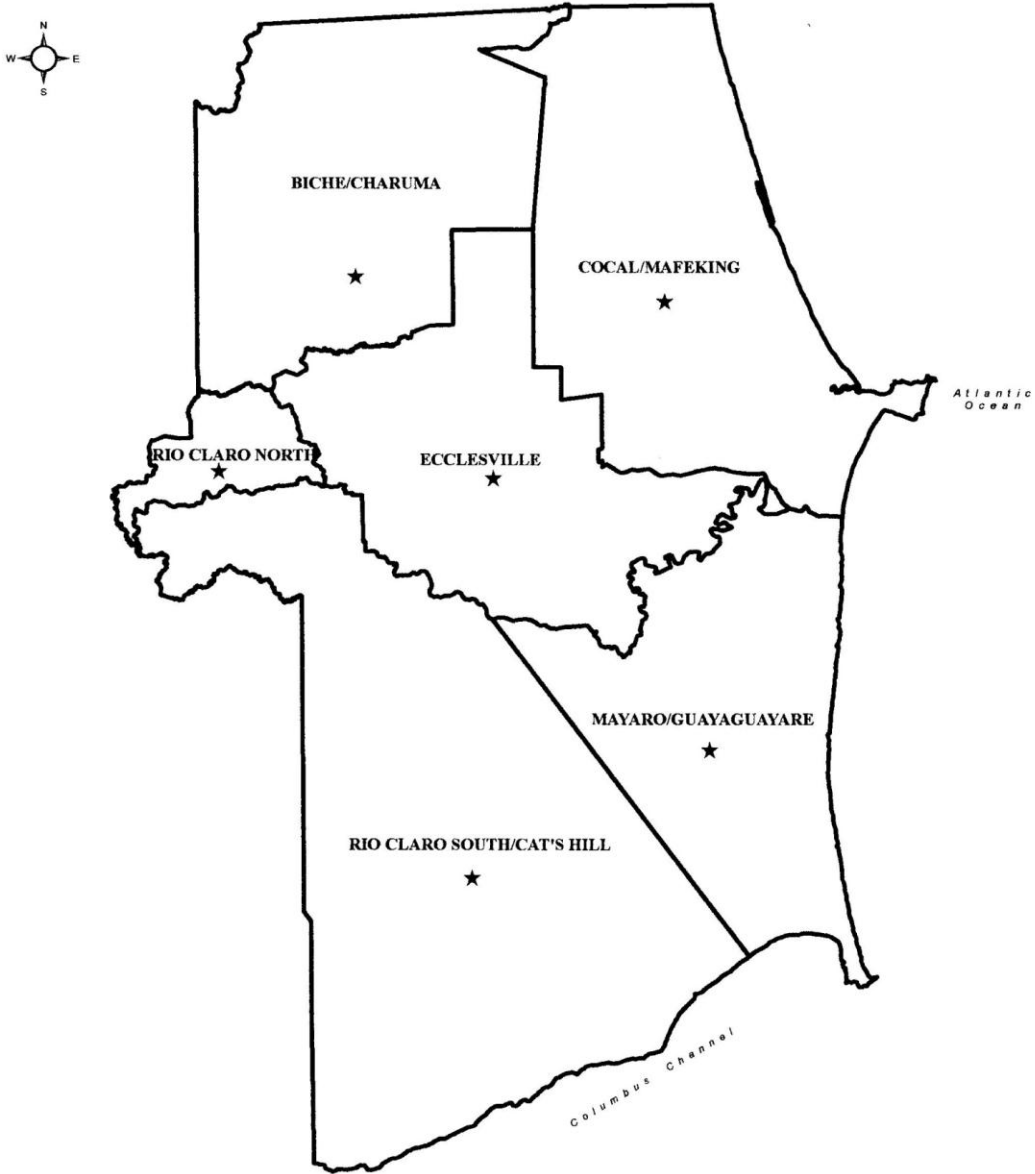 N
W E
S
BICHE/CHARUMA
COCAL/MAFEKING
Atlantic
Ocean
RIO CLARO NORTH
ECCLESVILLE
MAYARO/GUAYAGUAYARE
RIO CLARO SOUTH/CAT'S HILL
Columbus Channel